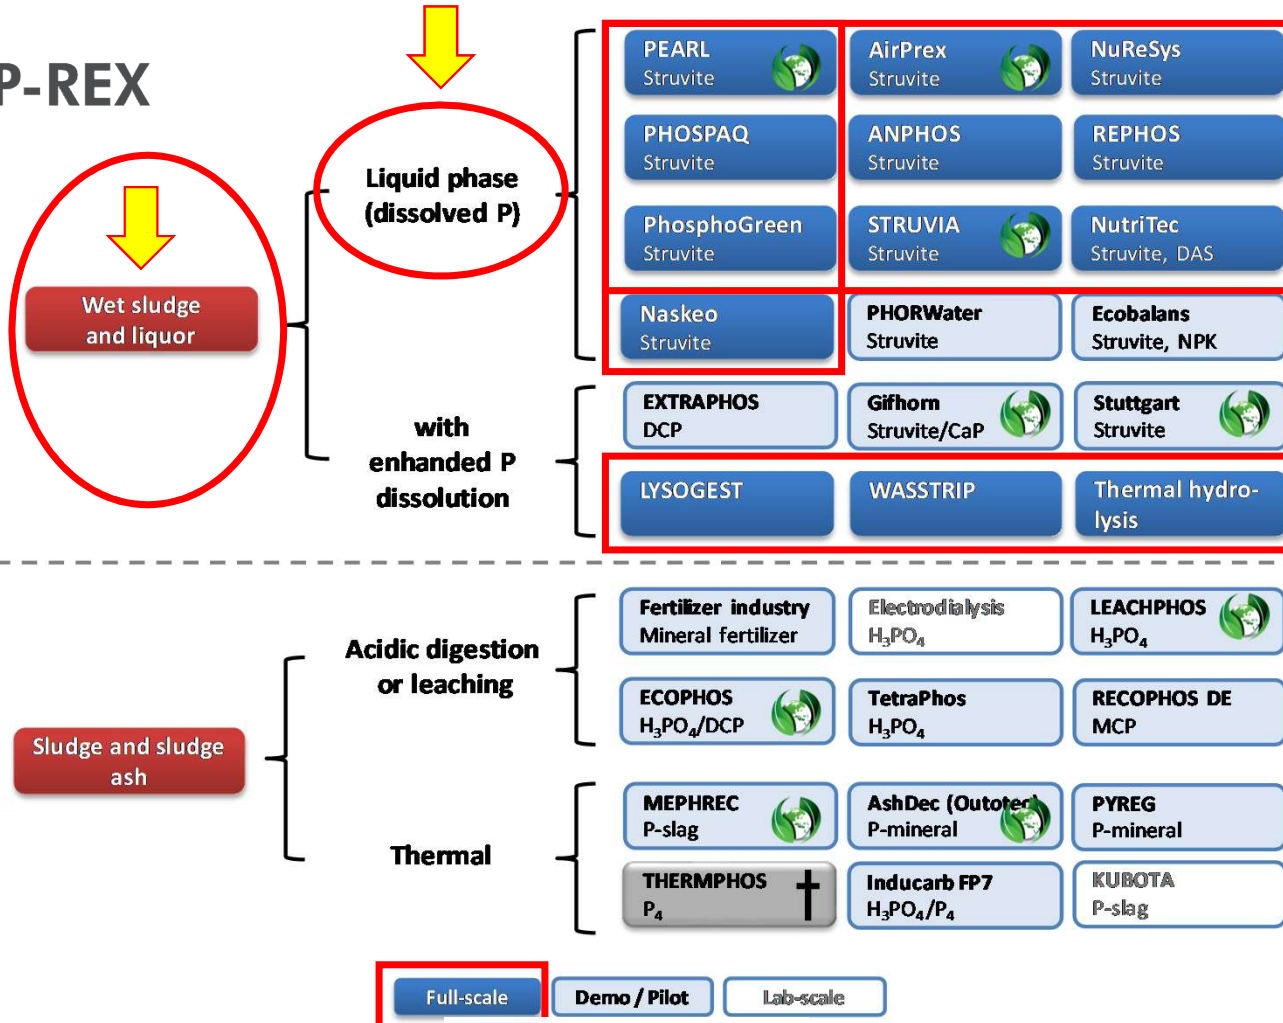 P-REX
Wet sludge
and liquor
Liquid phase
(dissolved P)
PEARL
Struvite
AirPrex
Struvite
NuReSys
Struvite
PHOSPAQ
Struvite
ANPHOS
Struvite
REPHOS
Struvite
PhosphoGreen
Struvite
STRUVIA
Struvite
NutriTec
Struvite, DAS
Naskeo
Struvite
PHORWater
Struvite
Ecobalans
Struvite, NPK
with
enhanded P
dissolution
EXTRAPHOS
DCP
Gifhorn
Struvite/CaP
Stuttgart
Struvite
LYSOGEST
WASSTRIP
Thermal hydro-
lysis
Sludge and sludge
ash
Acidic digestion
or leaching
Fertilizer industry
Mineral fertilizer
Electrodialysis
H₃PO₄
LEACHPHOS
H₃PO₄
ECOPHOS
H₃PO₄/DCP
TetraPhos
H₃PO₄
RECOPHOS DE
MCP
Thermal
MEPHREC
P-slag
AshDec (Outotec)
P-mineral
PYREG
P-mineral
THERMPHOS
P₄
Inducarb FP7
H₃PO₄/P₄
KUBOTA
P-slag
Full-scale
Demo / Pilot
Lab-scale